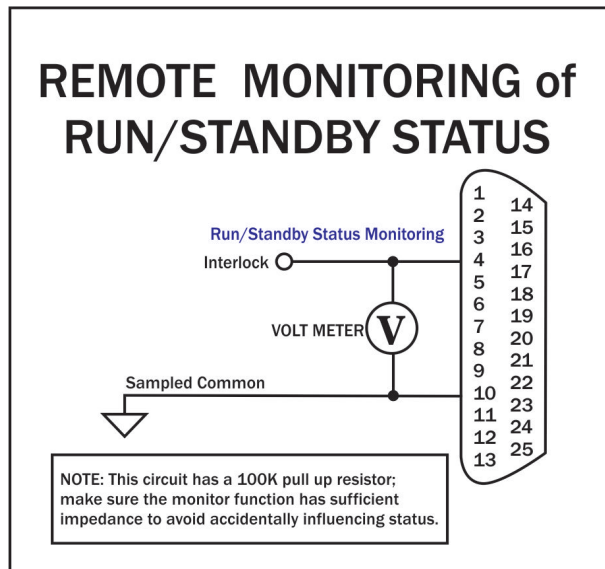 REMOTE MONITORING of
RUN/STANDBY STATUS
Run/Standby Status Monitoring
Interlock
VOLT METER
V
Sampled Common
1
2
3
4
5
6
7
8
9
10
11
12
13
14
15
16
17
18
19
20
21
22
23
24
25
NOTE: This circuit has a 100K pull up resistor;
make sure the monitor function has sufficient
impedance to avoid accidentally influencing status.